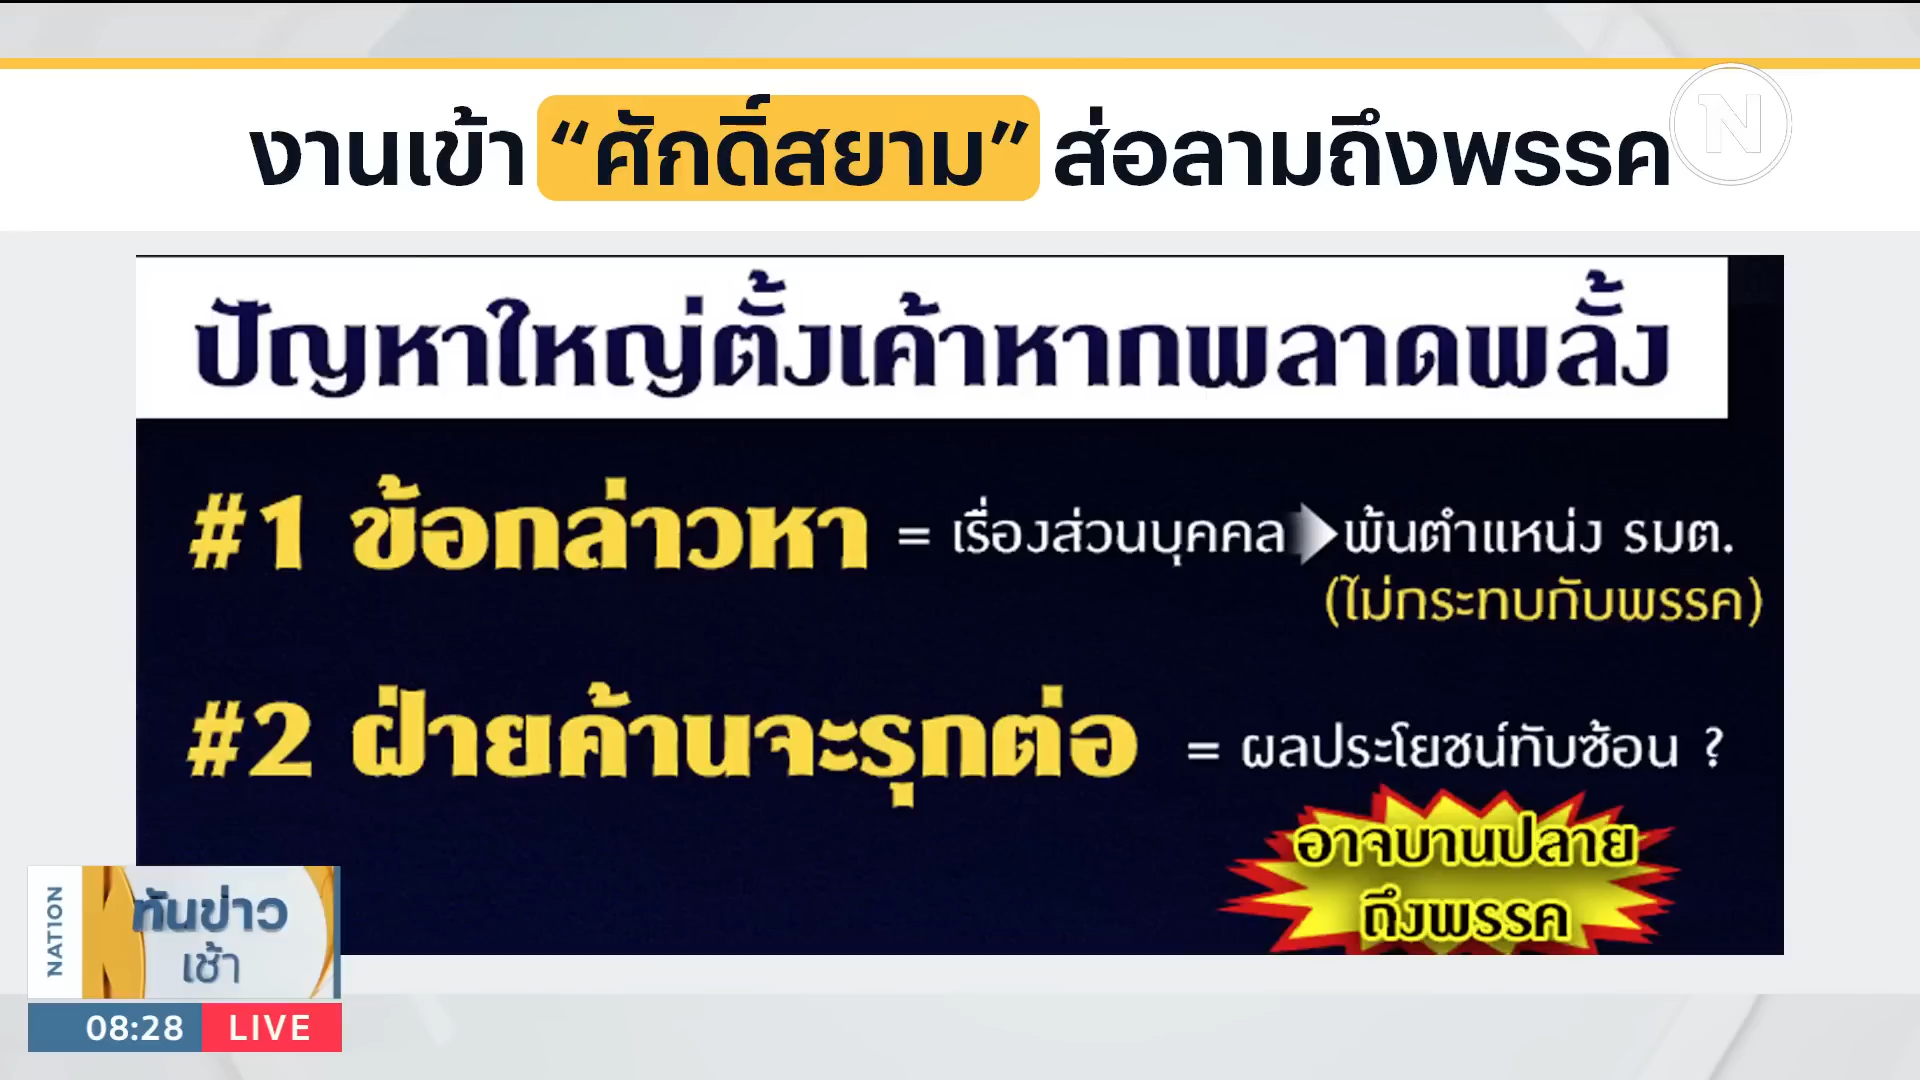 งานเข้า “ศักดิ์สยาม” ส่อลามถึงพรรค
N
ปัญหาใหญ่ตั้งเค้าหากพลาดพลั้ง
#1 ข้อกล่าวหา = เรื่องส่วนบุคคล พ้นตำแหน่ง รมต.
(ไม่กระทบกับพรรค)
#2 ฝ่ายค้านจะรุกต่อ = ผลประโยชน์ทับซ้อน ?
อาจบานปลาย
ถึงพรรค
NATION
ทันข่าว
เช้า
08:28 LIVE